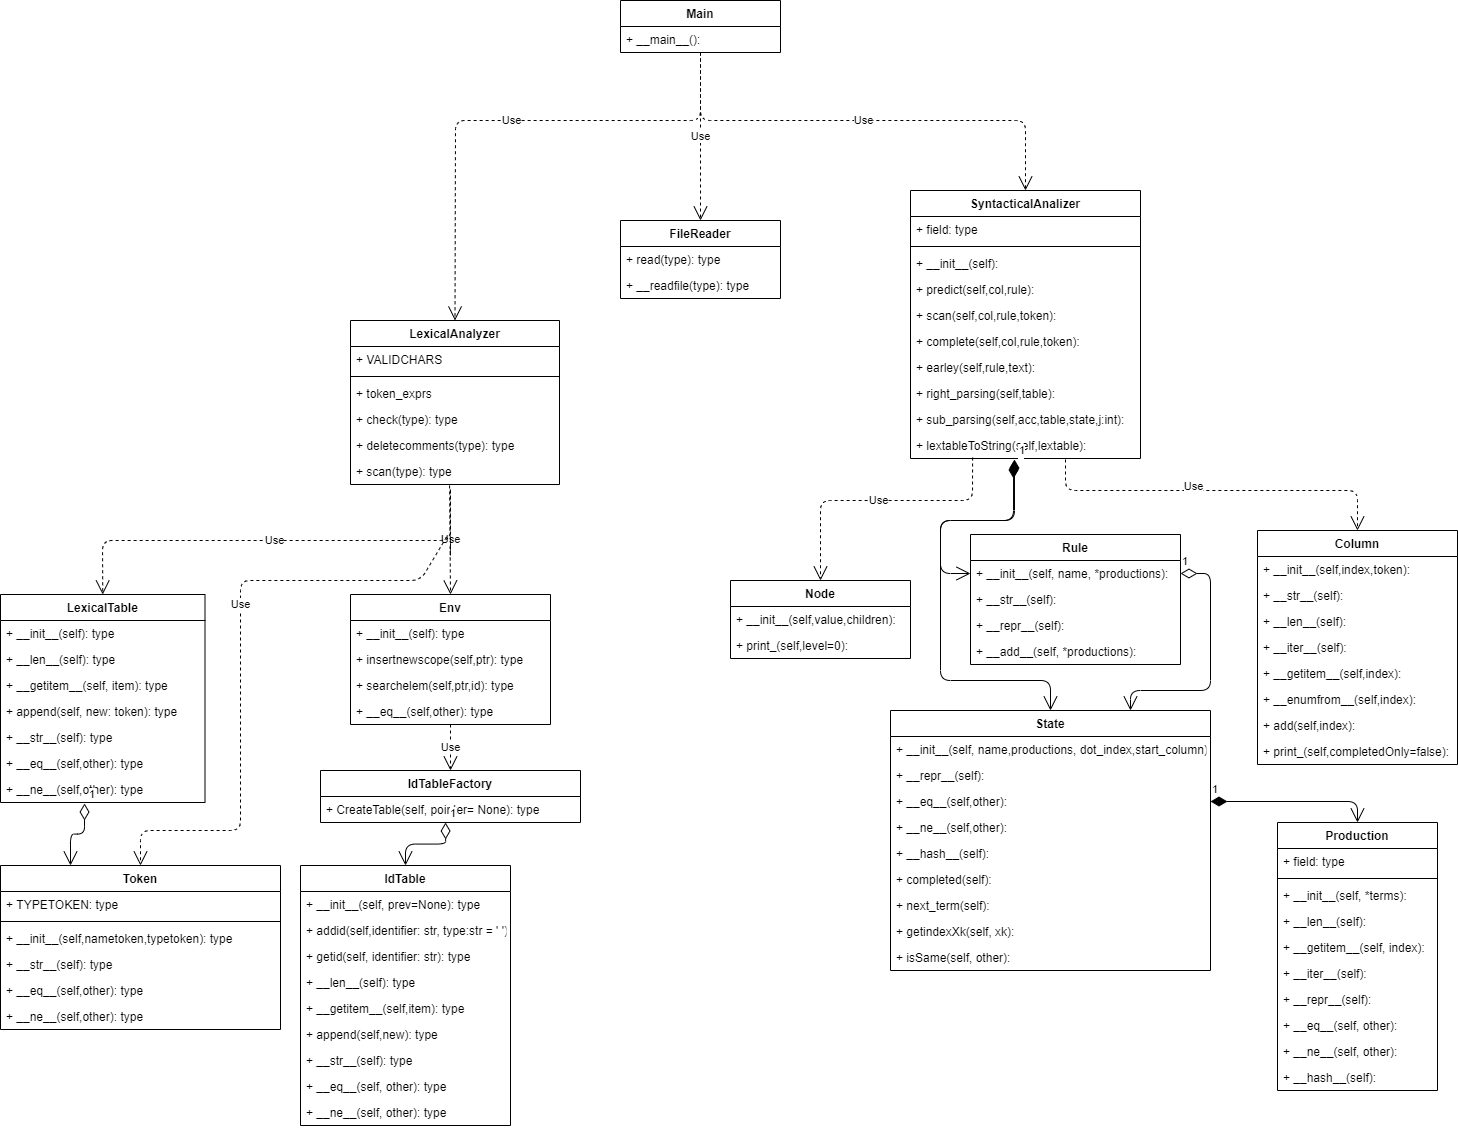 Main
+ __main__():
Use
Use
Use
FileReader
+ read(type): type
+ __readfile(type): type
SyntacticalAnalizer
+ field: type
+ __init__(self):
+ predict(self,col,rule):
+ scan(self,col,rule,token):
+ complete(self,col,rule,token):
+ earley(self,rule,text):
+ right_parsing(self,table):
+ sub_parsing(self,acc,table,state,j:int):
+ lextableToString(self,lextable):
1
LexicalAnalyzer
+ VALIDCHARS
+ token_exprs
+ check(type): type
+ deletecomments(type): type
+ scan(type): type
Use
Use
Use
Use
Use
LexicalTable
+ __init__(self): type
+ __len__(self): type
+ __getitem__(self, item): type
+ append(self, new: token): type
+ __str__(self): type
+ __eq__(self,other): type
+ __ne__(self,other): type
1
Env
+ __init__(self): type
+ insertnewscope(self,ptr): type
+ searchelem(self,ptr,id): type
+ __eq__(self,other): type
Use
IdTableFactory
+ CreateTable(self, pointer= None): type
1
Node
+ __init__(self,value,children):
+ print_(self,level=0):
Rule
+ __init__(self, name, *productions):
+ __str__(self):
+ __repr__(self):
+ __add__(self, *productions):
1
Column
+ __init__(self,index,token):
+ __str__(self):
+ __len__(self):
+ __iter__(self):
+ __getitem__(self,index):
+ __enumfrom__(self,index):
+ add(self,index):
+ print_(self,completedOnly=false):
State
+ __init__(self, name,productions, dot_index,start_column)
+ __repr__(self):
+ __eq__(self,other):
+ __ne__(self,other):
+ __hash__(self):
+ completed(self):
+ next_term(self):
+ getindexXk(self, xk):
+ isSame(self, other):
1
Token
+ TYPETOKEN: type
+ __init__(self,nametoken,typetoken): type
+ __str__(self): type
+ __eq__(self,other): type
+ __ne__(self,other): type
IdTable
+ __init__(self, prev=None): type
+ addid(self,identifier: str, type:str = ' ')
+ getid(self, identifier: str): type
+ __len__(self): type
+ __getitem__(self,item): type
+ append(self,new): type
+ __str__(self): type
+ __eq__(self, other): type
+ __ne__(self, other): type
Production
+ field: type
+ __init__(self, *terms):
+ __len__(self):
+ __getitem__(self, index):
+ __iter__(self):
+ __repr__(self):
+ __eq__(self, other):
+ __ne__(self, other):
+ __hash__(self):